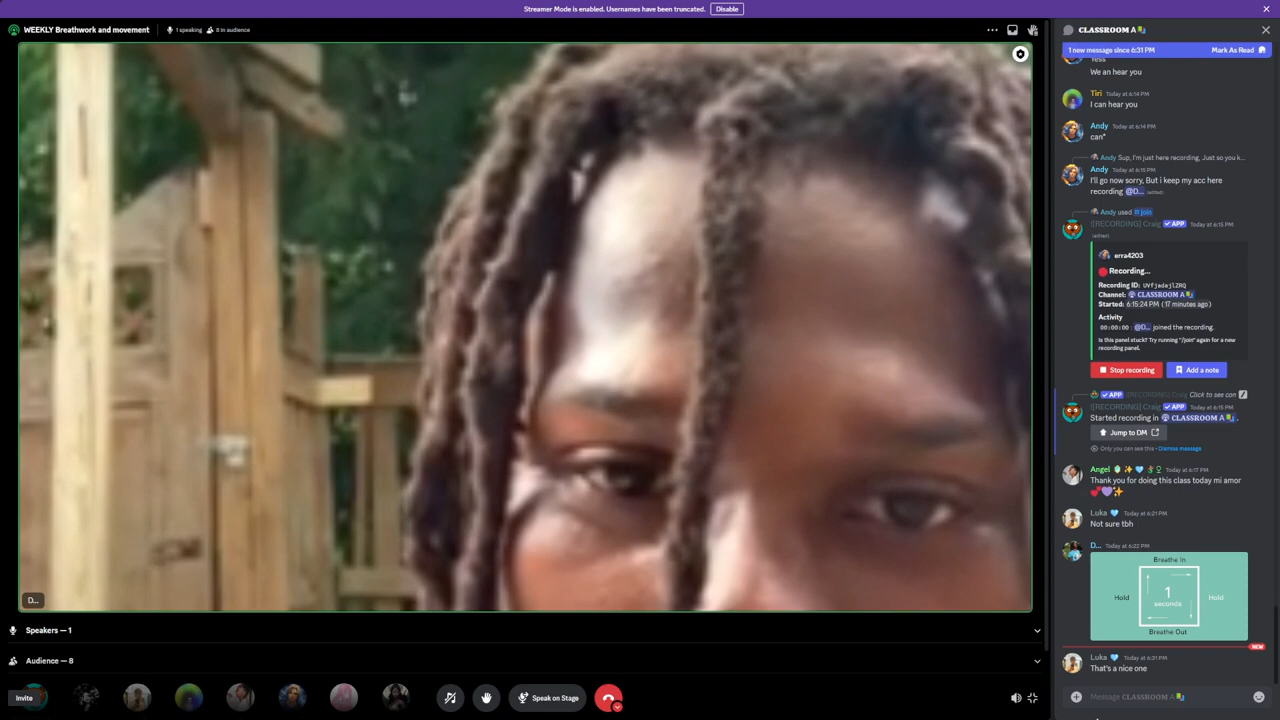 Streamer Mode is enabled. Usernames have been truncated. Disable
WEEKLY Breathwork and movement 1 speaking 8 in audience
D...
Speakers — 1
Audience — 8
Invite
Speak on Stage
CLASSROOM A
1 new message since 6:31 PM Mark As Read
Yess
We an hear you
Tiri Today at 6:14 PM
I can hear you
Andy Today at 6:14 PM
can*
Andy Sup, I'm just here recording, Just so you k...
Andy Today at 6:15 PM
I'll go now sorry, But i keep my acc here
recording @D... (edited)
Andy used join
![RECORDING] Craig APP Today at 6:15 PM
(edited)
erra4203
Recording...
Recording ID: UVfjadajlZRQ
Channel: CLASSROOM A
Started: 6:15:24 PM (17 minutes ago)
Activity
00:00:00: @D... joined the recording.
Is this panel stuck? Try running "/join" again for a new
recording panel.
Stop recording Add a note
APP ![RECORDING] Craig Click to see con
![RECORDING] Craig APP Today at 6:15 PM
Started recording in CLASSROOM A.
Jump to DM
Only you can see this • Dismiss message
Angel Today at 6:17 PM
Thank you for doing this class today mi amor
Luka Today at 6:21 PM
Not sure tbh
D... Today at 6:22 PM
Breathe In
Hold
1
seconds
Hold
Breathe Out
NEW
Luka Today at 6:31 PM
That's a nice one
Message CLASSROOM A